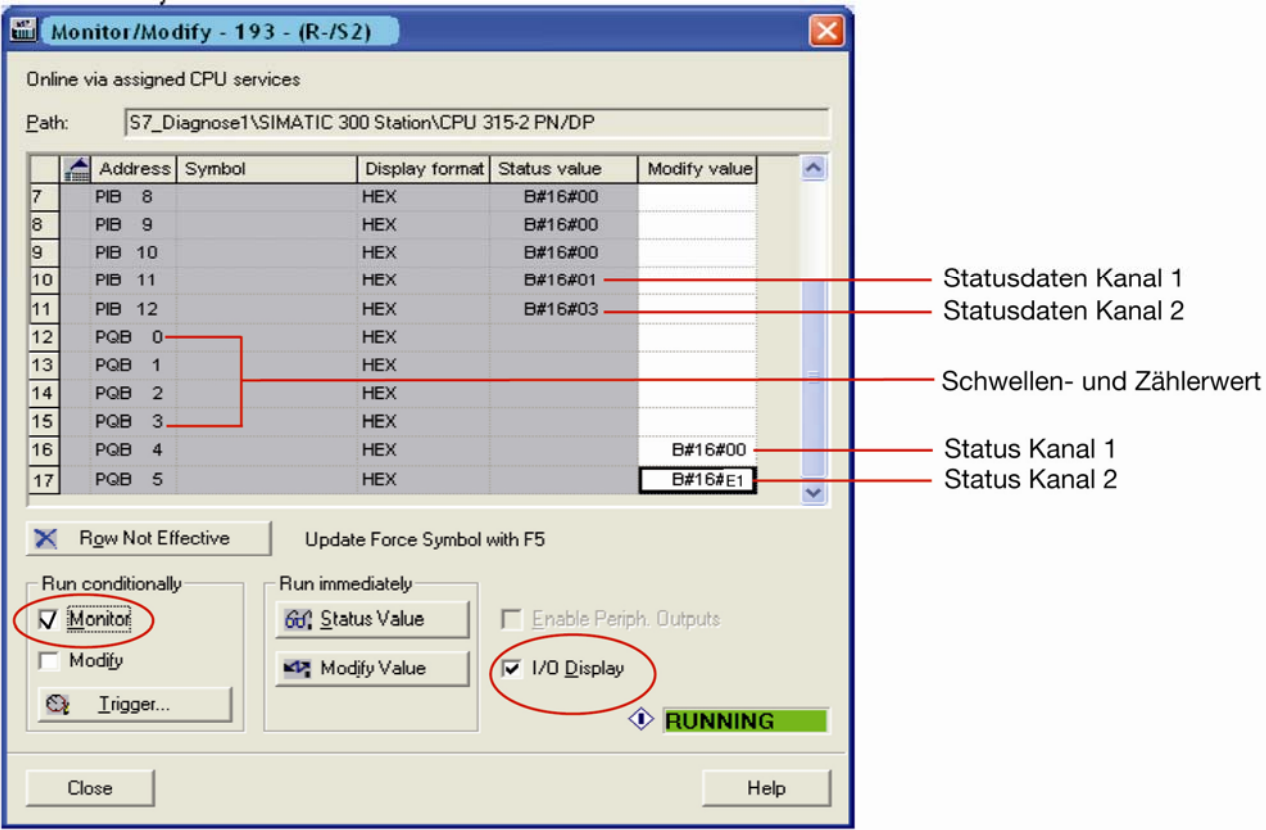 Monitor/Modify - 193 - (R-/S2)
Online via assigned CPU services
Path: S7_Diagnose1\SIMATIC 300 Station\CPU 315-2 PN/DP
Address Symbol Display format Status value Modify value
7 PIB 8 HEX B#16#00
8 PIB 9 HEX B#16#00
9 PIB 10 HEX B#16#00
10 PIB 11 HEX B#16#01 Statusdaten Kanal 1
11 PIB 12 HEX B#16#03 Statusdaten Kanal 2
12 PQB 0 HEX
13 PQB 1 HEX
Schwellen- und Zählerwert
14 PQB 2 HEX
15 PQB 3 HEX
16 PQB 4 HEX B#16#00 Status Kanal 1
17 PQB 5 HEX B#16#E1 Status Kanal 2
Row Not Effective Update Force Symbol with F5
Run conditionally Run immediately
Monitor Status Value Enable Periph. Outputs
Modify Modify Value I/O Display
Trigger...
RUNNING
Close Help